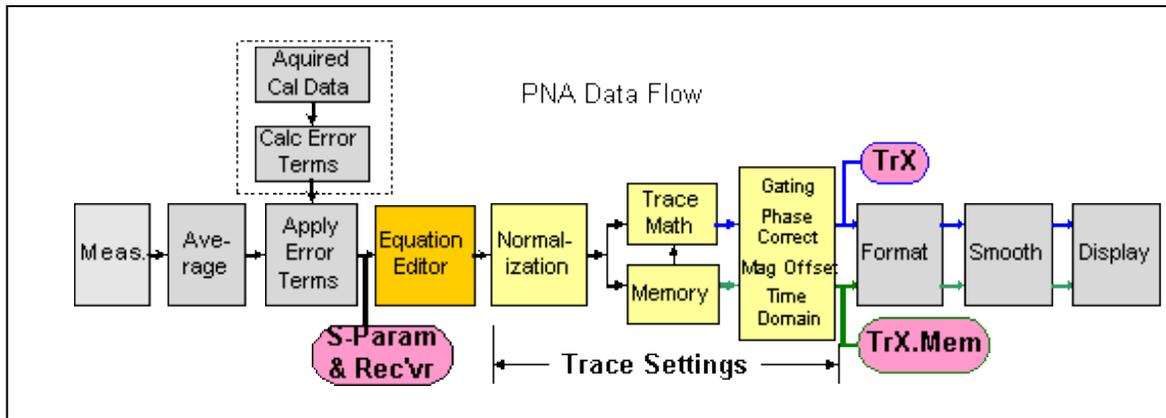 Aquired
Cal Data
PNA Data Flow
Calc Error
Terms
TrX
Meas.
Ave-
rage
Apply
Error
Terms
Equation
Editor
Normal-
ization
Trace
Math
Memory
Gating
Phase
Correct
Mag Offset
Time
Domain
Format
Smooth
Display
S-Param
& Rec'vr
Trace Settings
TrX.Mem